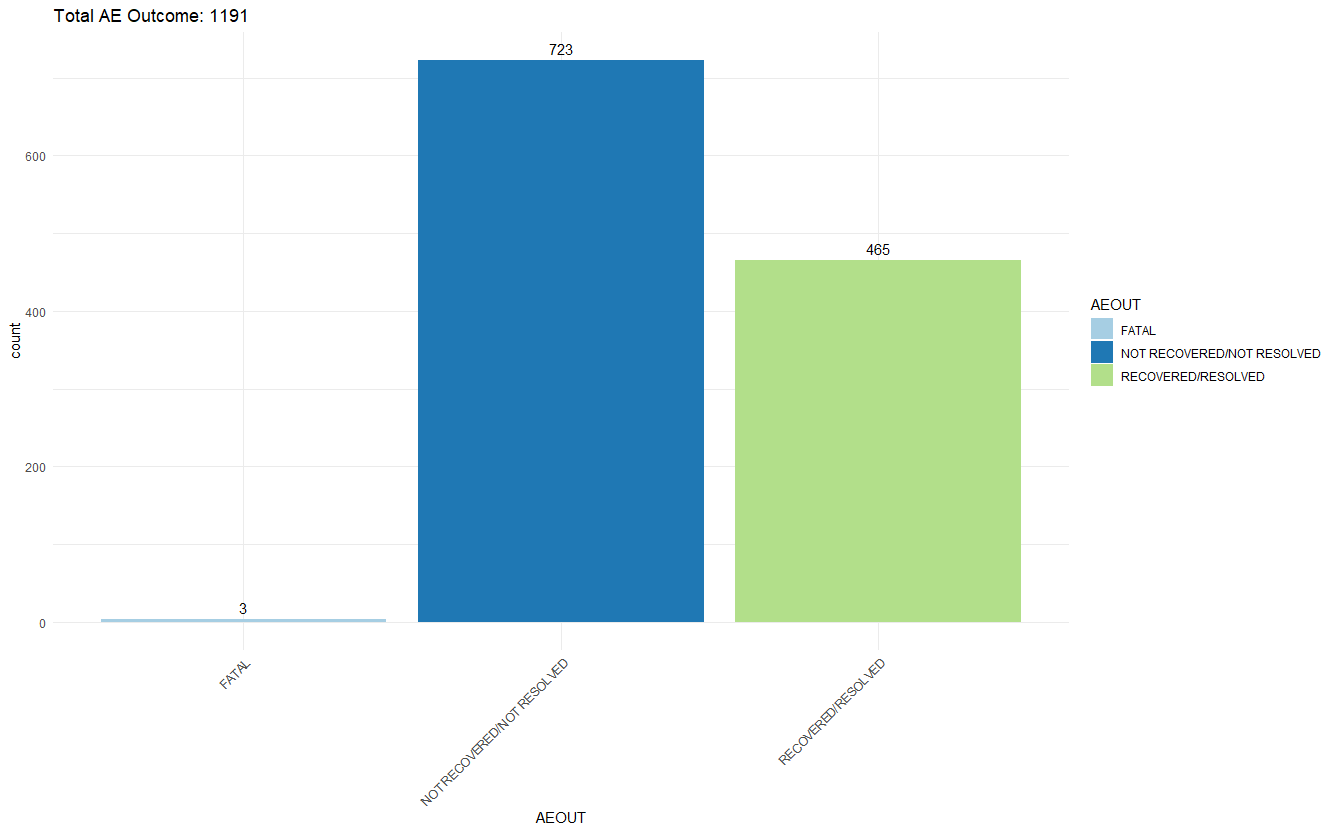 Total AE Outcome: 1191
723
465
3
600
400
200
0
count
FATAL
NOT RECOVERED/NOT RESOLVED
RECOVERED/RESOLVED
AEOUT
AEOUT
FATAL
NOT RECOVERED/NOT RESOLVED
RECOVERED/RESOLVED